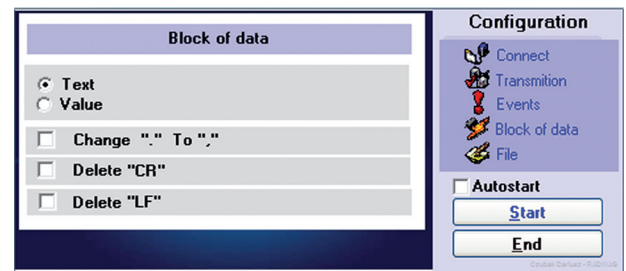 Block of data
Text
Value
Change "." To ","
Delete "CR"
Delete "LF"
Configuration
Connect
Transmition
Events
Block of data
File
Autostart
Start
End